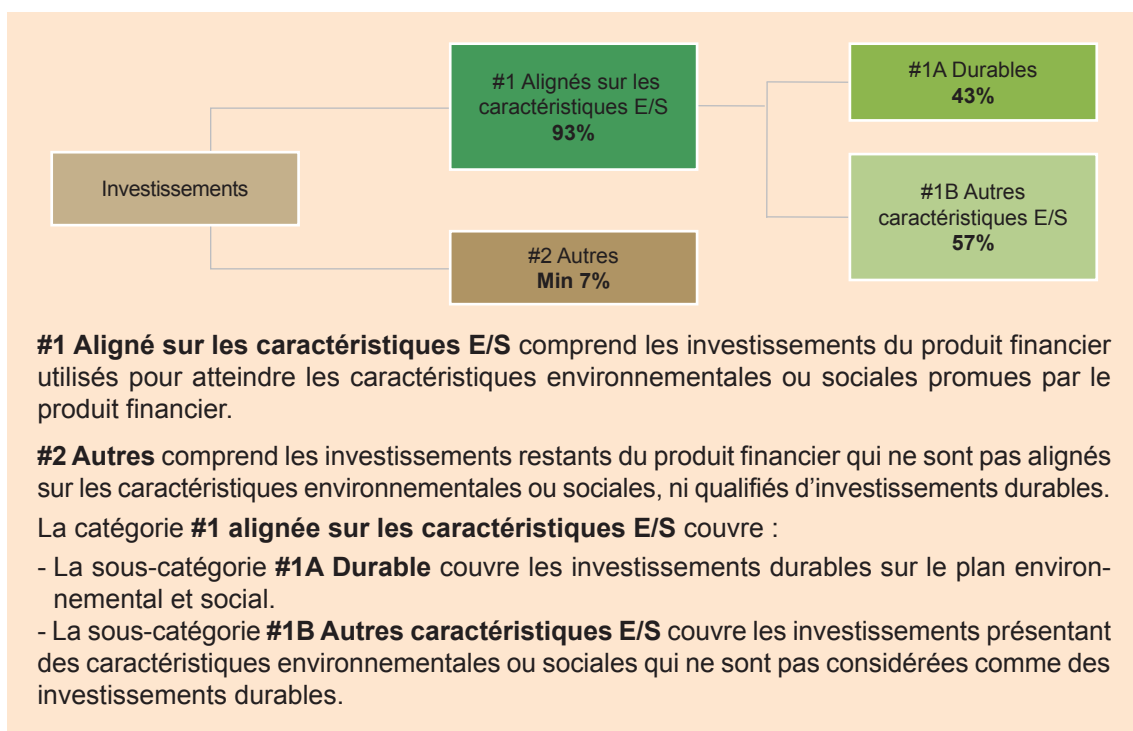 #1 Alignés sur les
caractéristiques E/S
93%
#1A Durables
43%
Investissements
#1B Autres
caractéristiques E/S
57%
#2 Autres
Min 7%
#1 Aligné sur les caractéristiques E/S comprend les investissements du produit financier
utilisés pour atteindre les caractéristiques environnementales ou sociales promues par le
produit financier.
#2 Autres comprend les investissements restants du produit financier qui ne sont pas alignés
sur les caractéristiques environnementales ou sociales, ni qualifiés d’investissements durables.
La catégorie #1 alignée sur les caractéristiques E/S couvre :
- La sous-catégorie #1A Durable couvre les investissements durables sur le plan environ-
nemental et social.
- La sous-catégorie #1B Autres caractéristiques E/S couvre les investissements présentant
des caractéristiques environnementales ou sociales qui ne sont pas considérées comme des
investissements durables.